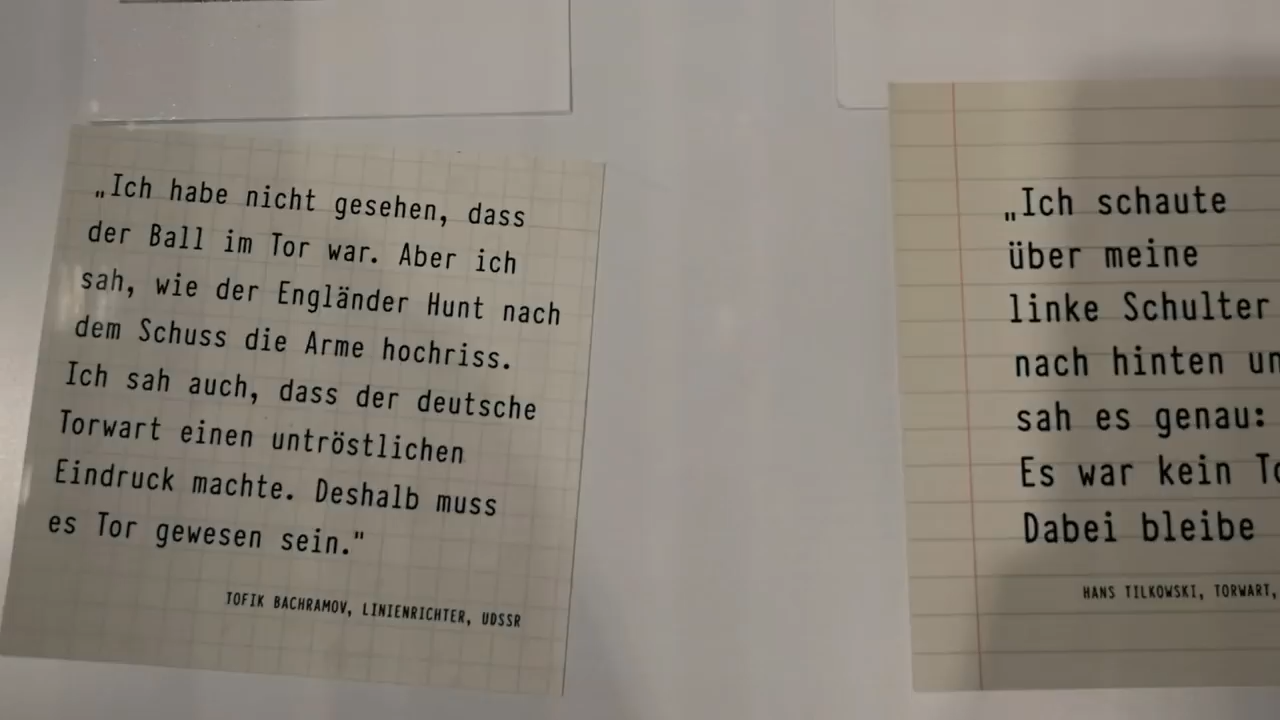 „Ich habe nicht gesehen, dass
der Ball im Tor war. Aber ich
sah, wie der Engländer Hunt nach
dem Schuss die Arme hochriss.
Ich sah auch, dass der deutsche
Torwart einen untröstlichen
Eindruck machte. Deshalb muss
es Tor gewesen sein."
TOFIK BACHRAMOV, LINIENRICHTER, UDSSR
„Ich schaute
über meine
linke Schulter
nach hinten
sah es genau:
Es war kein
Dabei bleibe
HANS TILKOWSKI, TORWART,